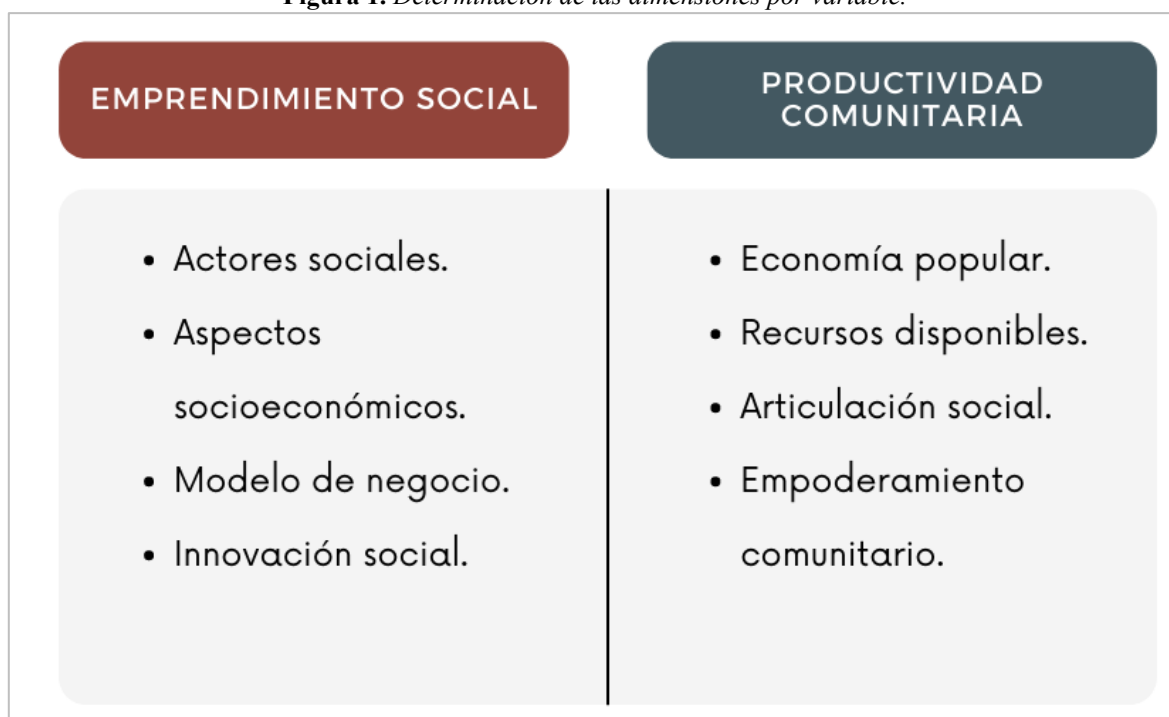 Figura 1. Determinación de las dimensiones por variable.
EMPRENDIMIENTO SOCIAL
PRODUCTIVIDAD
COMUNITARIA
• Actores sociales.
• Aspectos
socioeconómicos.
• Modelo de negocio.
• Innovación social.
• Economía popular.
• Recursos disponibles.
• Articulación social.
• Empoderamiento
comunitario.